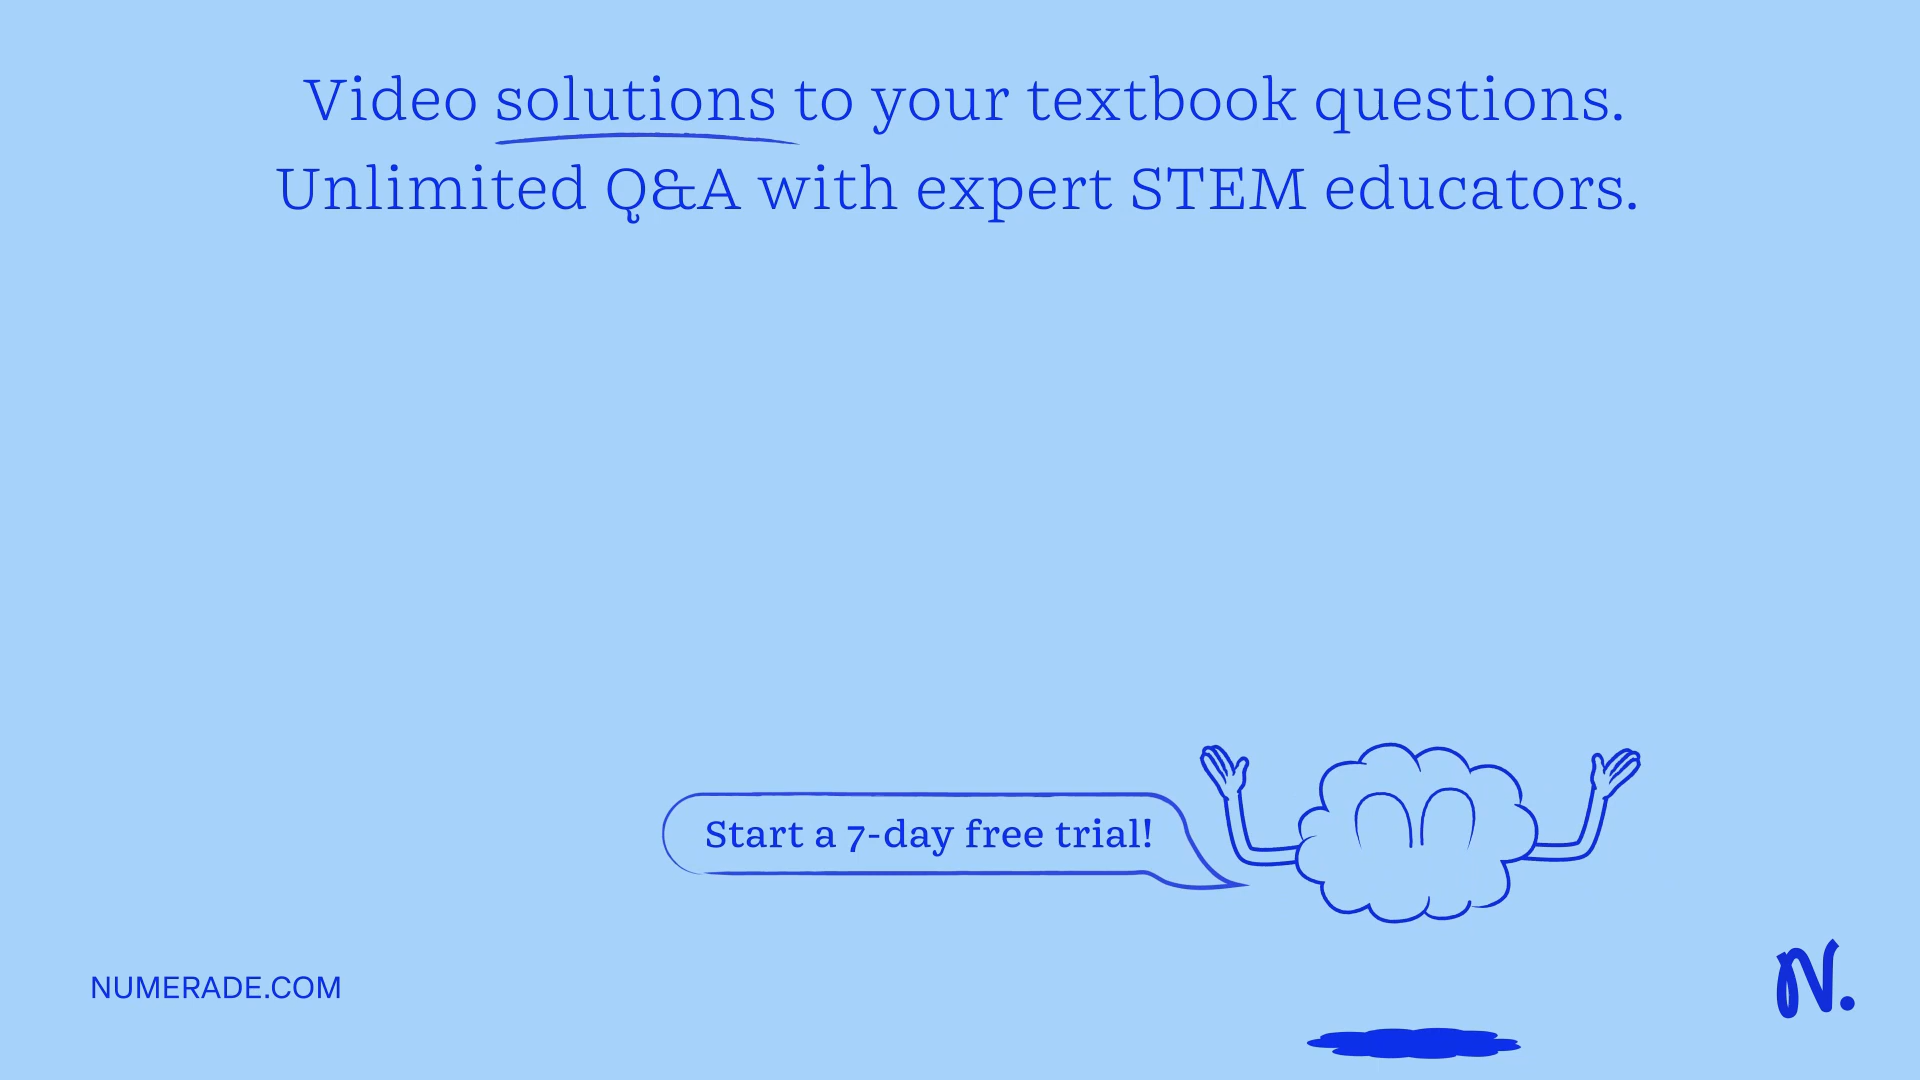 Video solutions to your textbook questions.
Unlimited Q&A with expert STEM educators.
Start a 7-day free trial!
NUMERADE.COM
N.